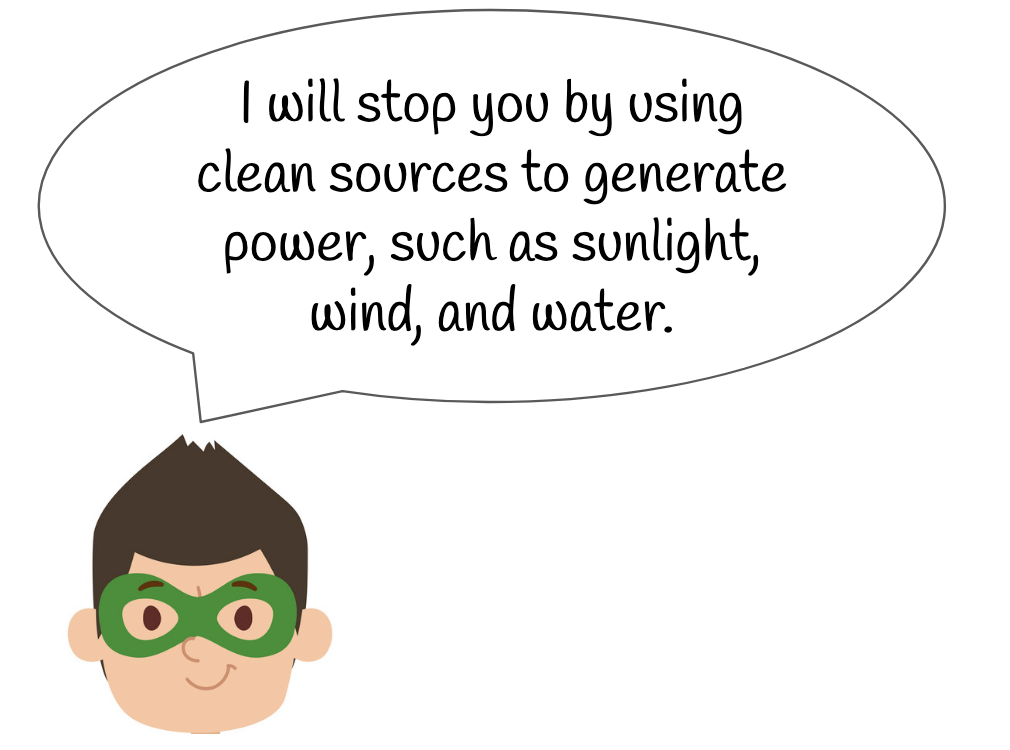 I will stop you by using
clean sources to generate
power, such as sunlight,
wind, and water.